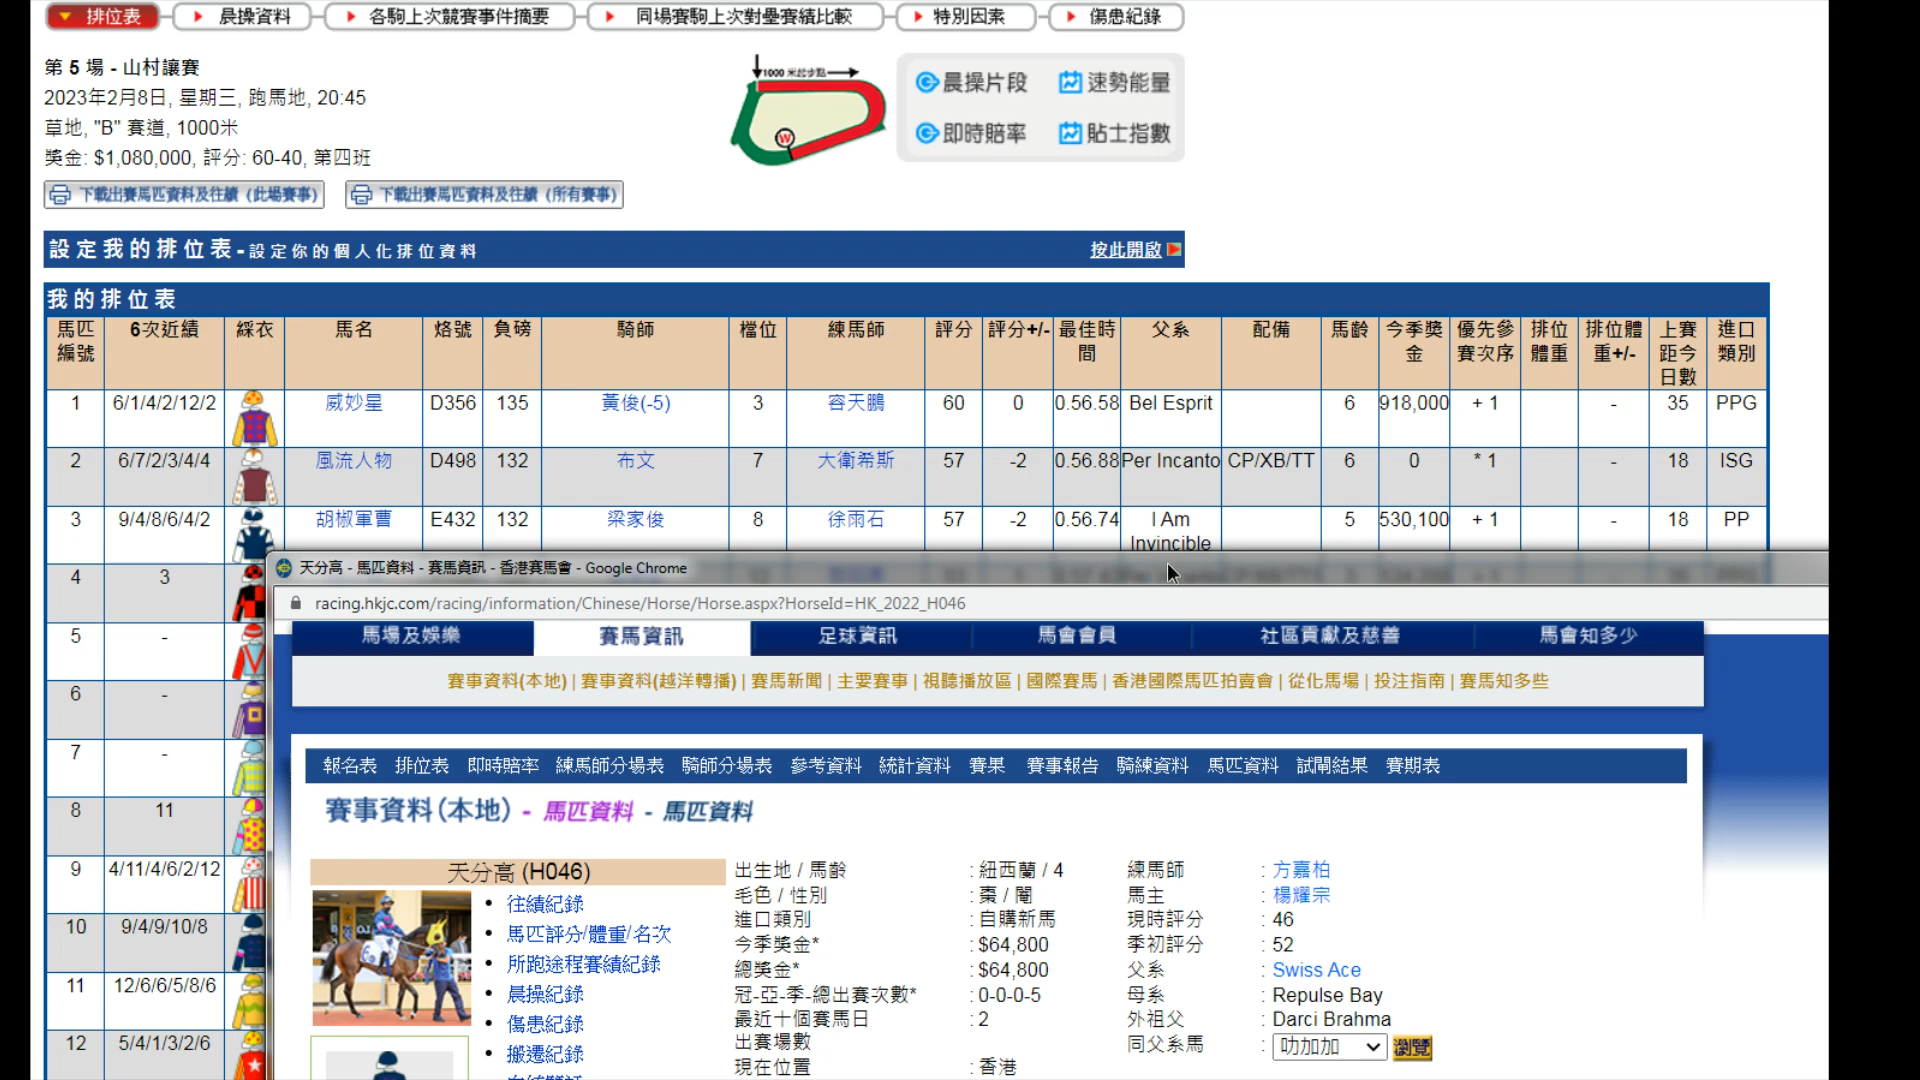 排位表 晨操資料 各駒上次競賽事件摘要 同場賽駒上次對壘賽績比較 特別因素 傷患紀錄
第 5 場 - 山村讓賽
2023年2月8日, 星期三, 跑馬地, 20:45
草地, "B" 賽道, 1000米
獎金: $1,080,000, 評分: 60-40, 第四班
1000 米起步點
W
晨操片段 速勢能量
即時賠率 貼士指數
下載出賽馬匹資料及往績 (此場賽事) 下載出賽馬匹資料及往績 (所有賽事)
設定我的排位表 - 設定你的個人化排位資料 按此開啟
我的排位表
馬匹編號 6次近績 綵衣 馬名 烙號 負磅 騎師 檔位 練馬師 評分 評分+/- 最佳時間 父系 配備 馬齡 今季獎金 優先參賽次序 排位體重 排位體重+/- 上賽距今日數 進口類別
1 6/1/4/2/12/2 威妙星 D356 135 黃俊(-5) 3 容天鵬 60 0 0.56.58 Bel Esprit 6 918,000 + 1 - 35 PPG
2 6/7/2/3/4/4 風流人物 D498 132 布文 7 大衛希斯 57 -2 0.56.88 Per Incanto CP/XB/TT 6 0 * 1 - 18 ISG
3 9/4/8/6/4/2 胡椒軍曹 E432 132 梁家俊 8 徐雨石 57 -2 0.56.74 I Am Invincible 5 530,100 + 1 - 18 PP
4 3
5 -
6 -
7 -
8 11
9 4/11/4/6/2/12
10 9/4/9/10/8
11 12/6/6/5/8/6
12 5/4/1/3/2/6
天分高 - 馬匹資料 - 賽馬資訊 - 香港賽馬會 - Google Chrome
racing.hkjc.com/racing/information/Chinese/Horse/Horse.aspx?HorseId=HK_2022_H046
馬場及娛樂 賽馬資訊 足球資訊 馬會會員 社區貢獻及慈善 馬會知多少
賽事資料(本地) | 賽事資料(越洋轉播) | 賽馬新聞 | 主要賽事 | 視聽播放區 | 國際賽馬 | 香港國際馬匹拍賣會 | 從化馬場 | 投注指南 | 賽馬知多些
報名表 排位表 即時賠率 練馬師分場表 騎師分場表 參考資料 統計資料 賽果 賽事報告 騎練資料 馬匹資料 試閘結果 賽期表
賽事資料(本地) - 馬匹資料 - 馬匹資料
天分高 (H046)
• 往績紀錄
• 馬匹評分/體重/名次
• 所跑途程賽績紀錄
• 晨操紀錄
• 傷患紀錄
• 搬遷紀錄
出生地 / 馬齡 : 紐西蘭 / 4 練馬師 : 方嘉柏
毛色 / 性別 : 棗 / 閹 馬主 : 楊耀宗
進口類別 : 自購新馬 現時評分 : 46
今季獎金* : $64,800 季初評分 : 52
總獎金* : $64,800 父系 : Swiss Ace
冠-亞-季-總出賽次數* : 0-0-0-5 母系 : Repulse Bay
最近十個賽馬日 : 2 外祖父 : Darci Brahma
出賽場數 同父系馬 : 叻加加 瀏覽
現在位置 : 香港